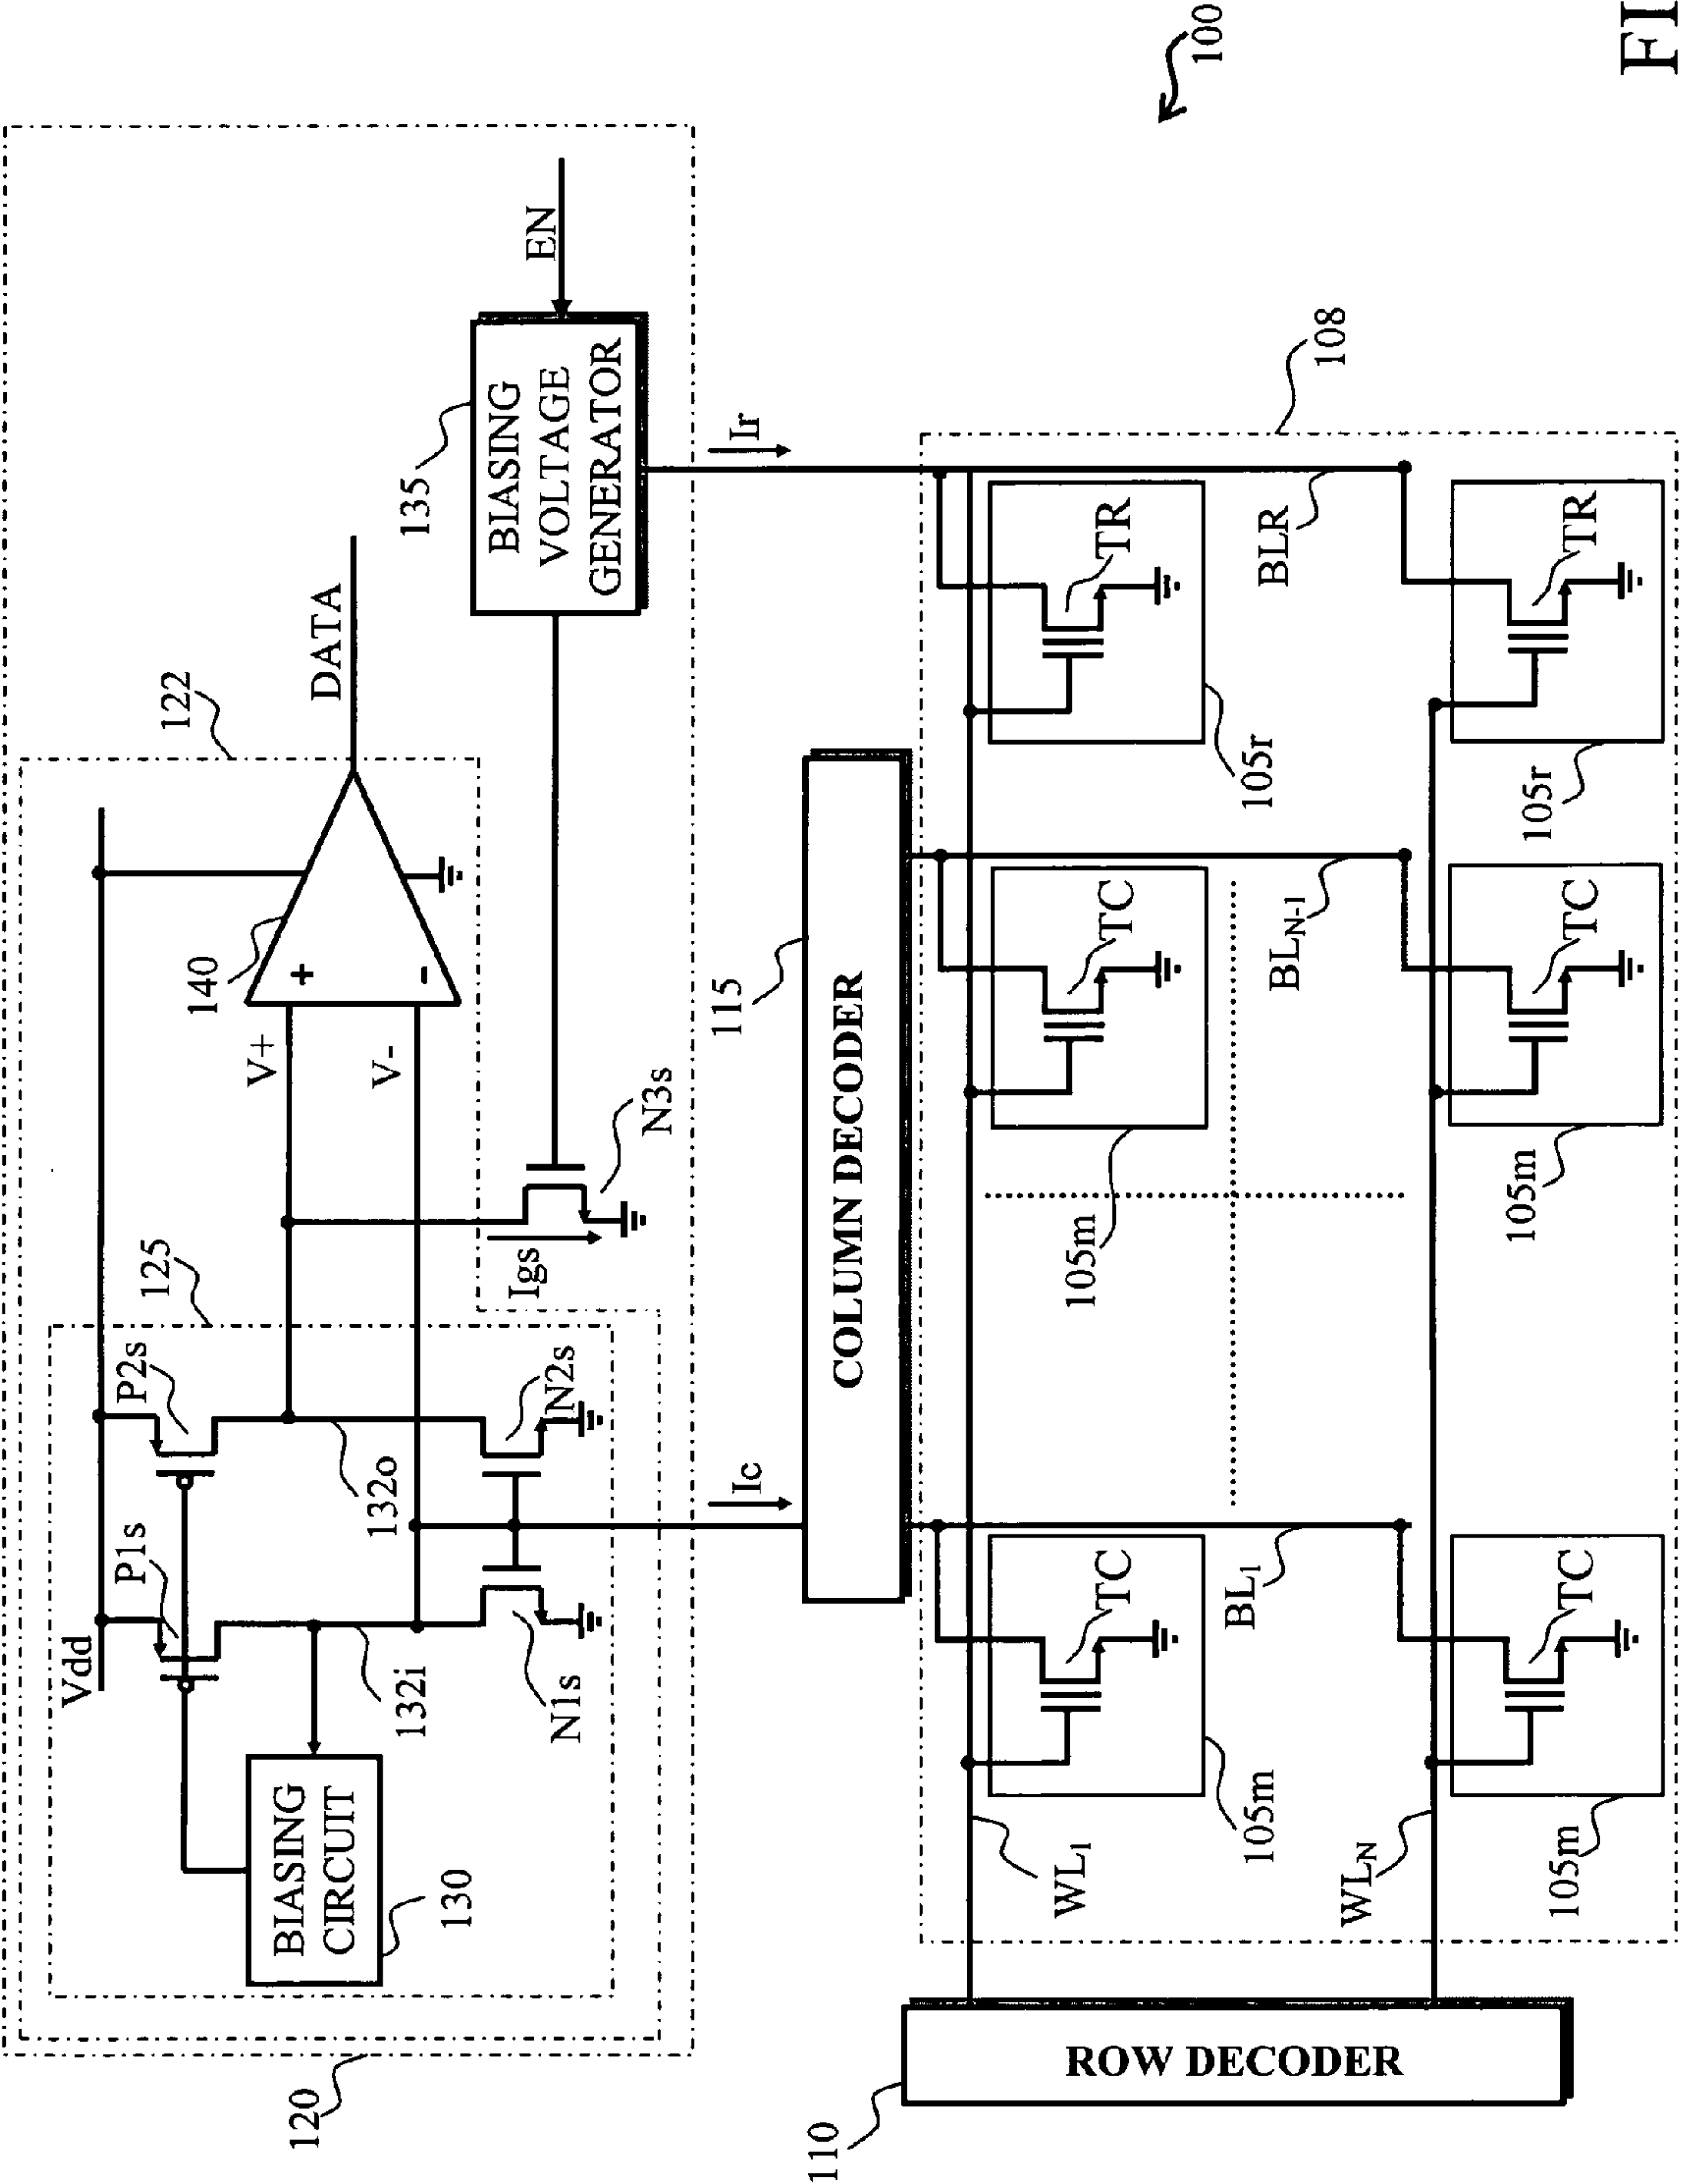 FI
100
120
122
125
Vdd
P1s
P2s
BIASING
CIRCUIT
130
132i
132o
N1s
N2s
V+
V-
+
-
140
DATA
Igs
N3s
135
BIASING
VOLTAGE
GENERATOR
EN
Ic
Ir
115
COLUMN DECODER
108
110
ROW DECODER
WL1
WLN
BL1
BLN-1
BLR
TC
105m
TC
105m
TR
105r
TC
105m
TC
105m
TR
105r